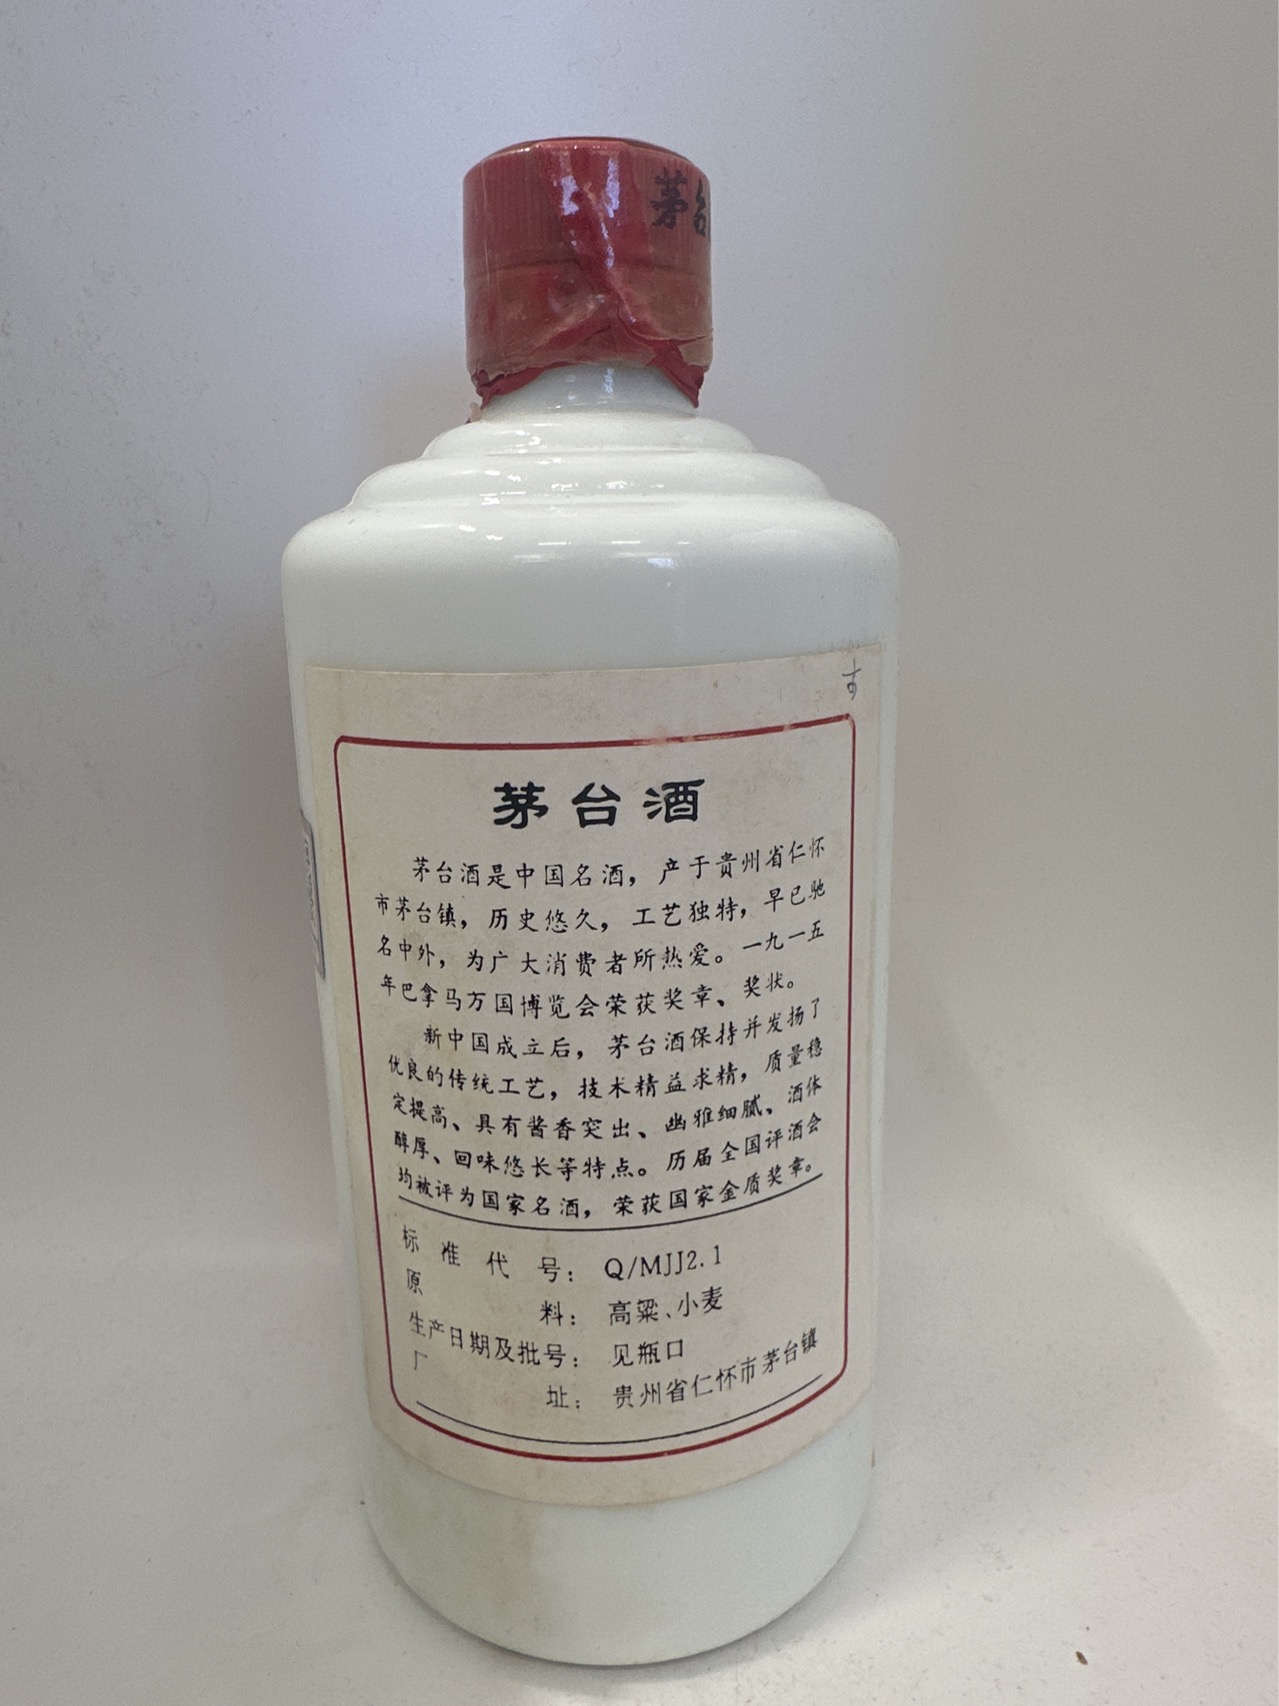 茅台
茅台酒
茅台酒是中国名酒，产于贵州省仁怀
市茅台镇，历史悠久，工艺独特，早已驰
名中外，为广大消费者所热爱。一九一五
年巴拿马万国博览会荣获奖章、奖状。
新中国成立后，茅台酒保持并发扬了
优良的传统工艺，技术精益求精，质量稳
定提高、具有酱香突出、幽雅细腻、酒体
醇厚、回味悠长等特点。历届全国评酒会
均被评为国家名酒，荣获国家金质奖章。
标准代号：Q/MJJ2.1
原料：高粱、小麦
生产日期及批号：见瓶口
厂址：贵州省仁怀市茅台镇